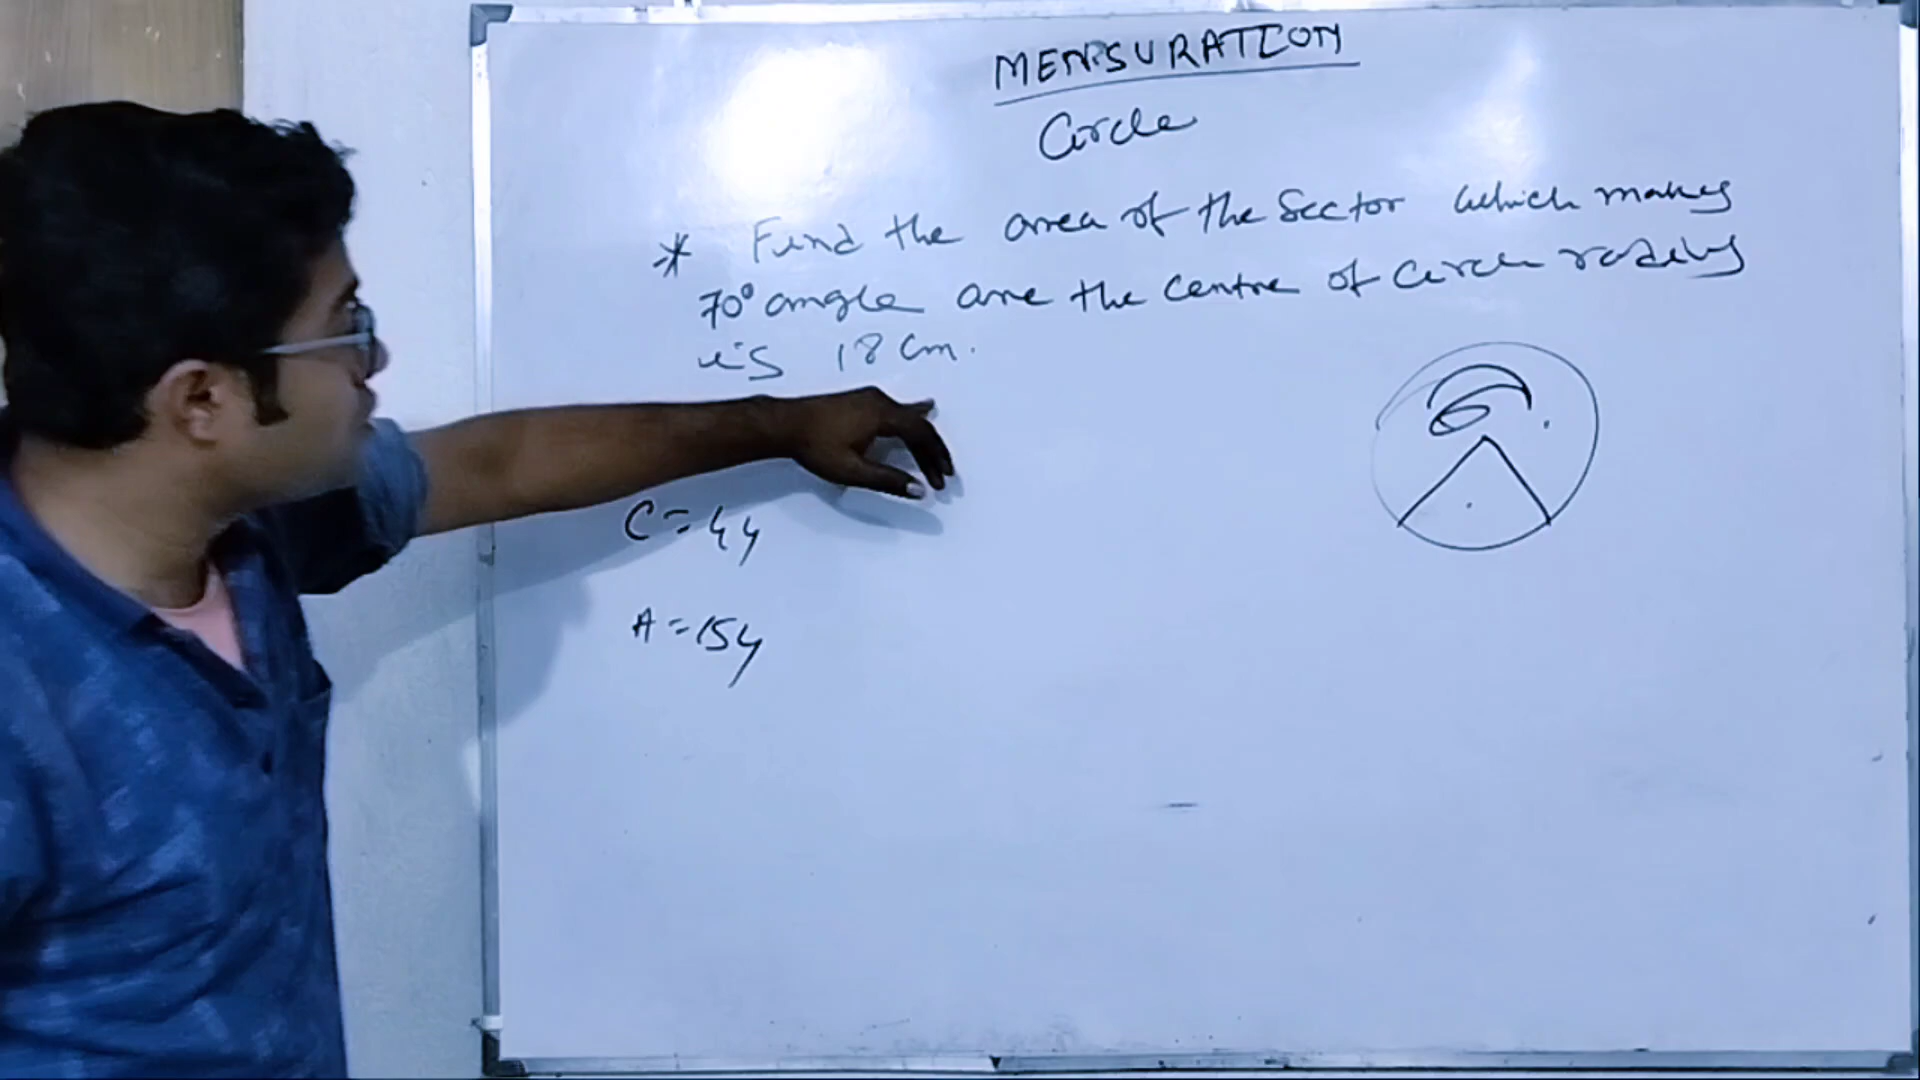 MENSURATION
Circle
* Find the area of the Sector which makes
70° angle are the centre of Circle radius
is 18 cm.
C = 44
A = 154